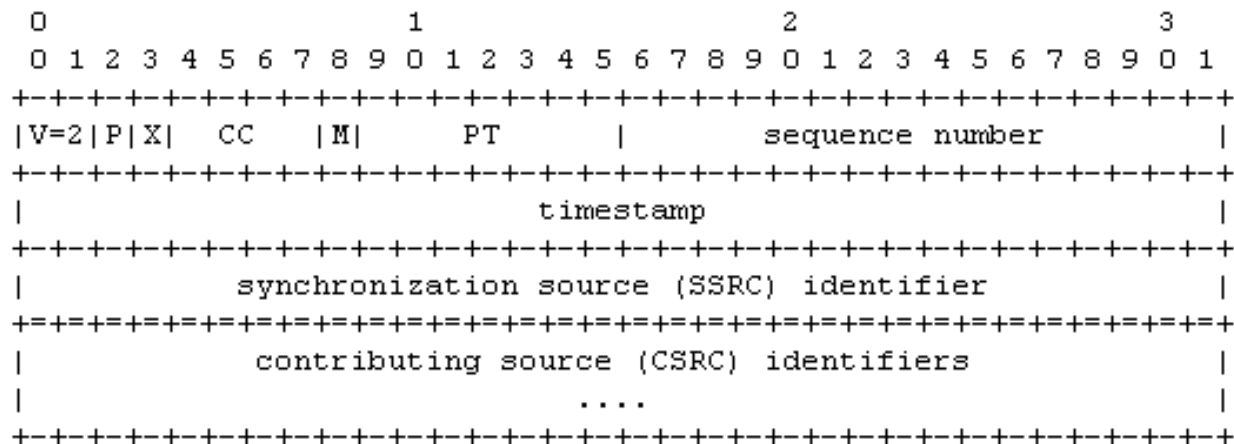 0                   1                   2                   3
 0 1 2 3 4 5 6 7 8 9 0 1 2 3 4 5 6 7 8 9 0 1 2 3 4 5 6 7 8 9 0 1
+-+-+-+-+-+-+-+-+-+-+-+-+-+-+-+-+-+-+-+-+-+-+-+-+-+-+-+-+-+-+-+-+
|V=2|P|X|  CC   |M|     PT      |       sequence number         |
+-+-+-+-+-+-+-+-+-+-+-+-+-+-+-+-+-+-+-+-+-+-+-+-+-+-+-+-+-+-+-+-+
|                           timestamp                           |
+-+-+-+-+-+-+-+-+-+-+-+-+-+-+-+-+-+-+-+-+-+-+-+-+-+-+-+-+-+-+-+-+
|           synchronization source (SSRC) identifier            |
+=+=+=+=+=+=+=+=+=+=+=+=+=+=+=+=+=+=+=+=+=+=+=+=+=+=+=+=+=+=+=+=+
|            contributing source (CSRC) identifiers             |
|                             ....                              |
+-+-+-+-+-+-+-+-+-+-+-+-+-+-+-+-+-+-+-+-+-+-+-+-+-+-+-+-+-+-+-+-+